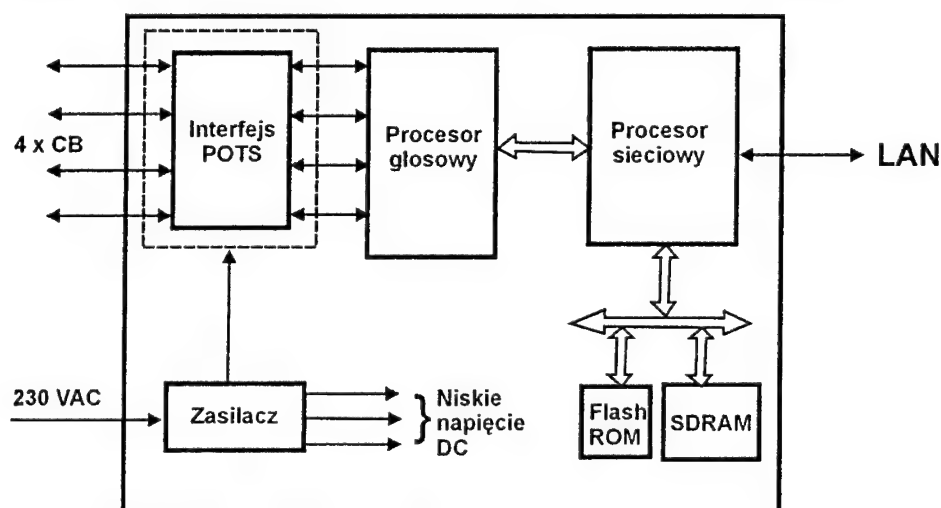 Interfejs
POTS
Procesor
głosowy
Procesor
sieciowy
4 x CB
LAN
230 VAC
Zasilacz
Niskie
napięcie
DC
Flash
ROM
SDRAM